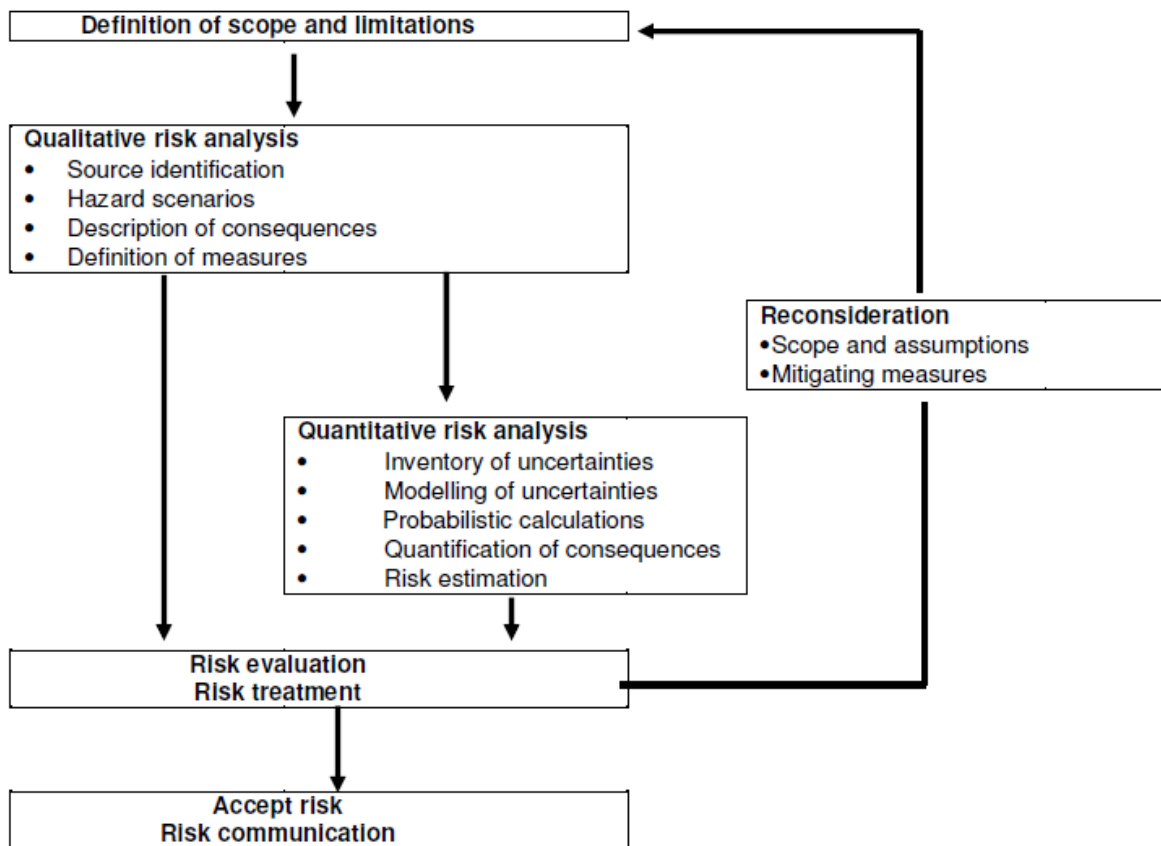 Definition of scope and limitations
Qualitative risk analysis
• Source identification
• Hazard scenarios
• Description of consequences
• Definition of measures
Reconsideration
•Scope and assumptions
•Mitigating measures
Quantitative risk analysis
• Inventory of uncertainties
• Modelling of uncertainties
• Probabilistic calculations
• Quantification of consequences
• Risk estimation
Risk evaluation
Risk treatment
Accept risk
Risk communication